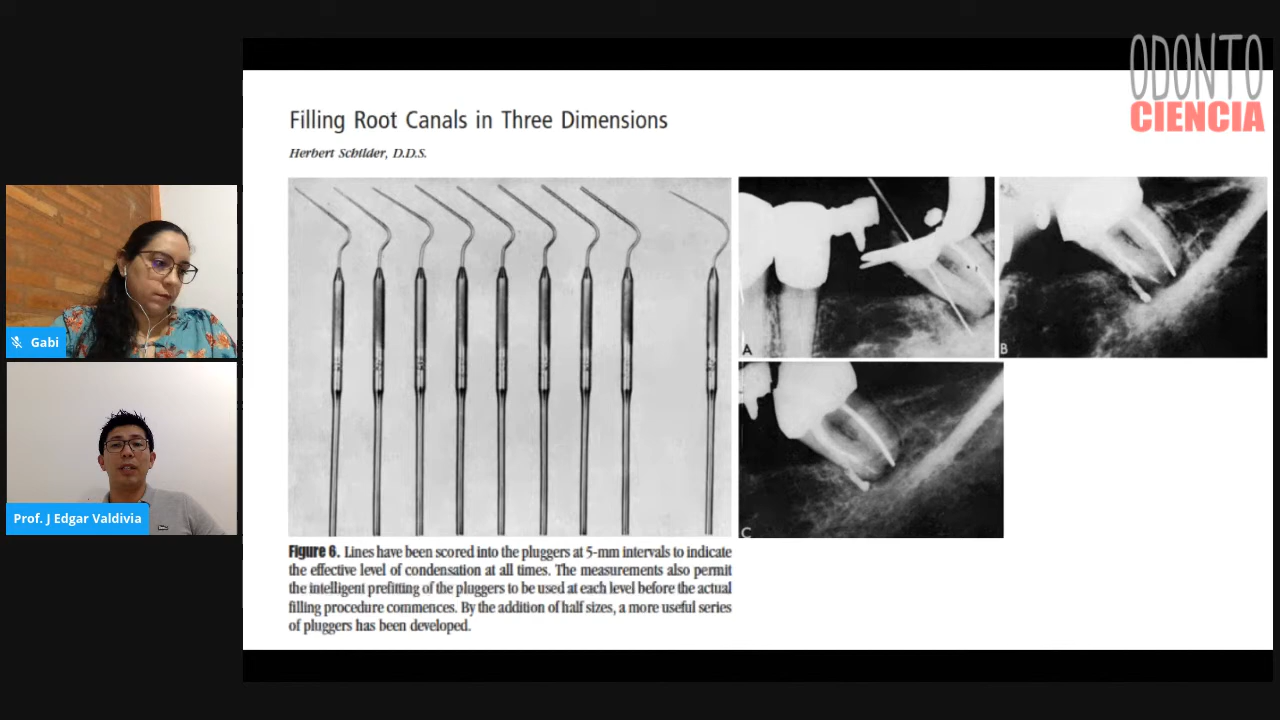 ODONTO
CIENCIA
Filling Root Canals in Three Dimensions
Herbert Schilder, D.D.S.
A
B
C
Gabi
Prof. J Edgar Valdivia
Figure 6. Lines have been scored into the pluggers at 5-mm intervals to indicate
the effective level of condensation at all times. The measurements also permit
the intelligent prefitting of the pluggers to be used at each level before the actual
filling procedure commences. By the addition of half sizes, a more useful series
of pluggers has been developed.